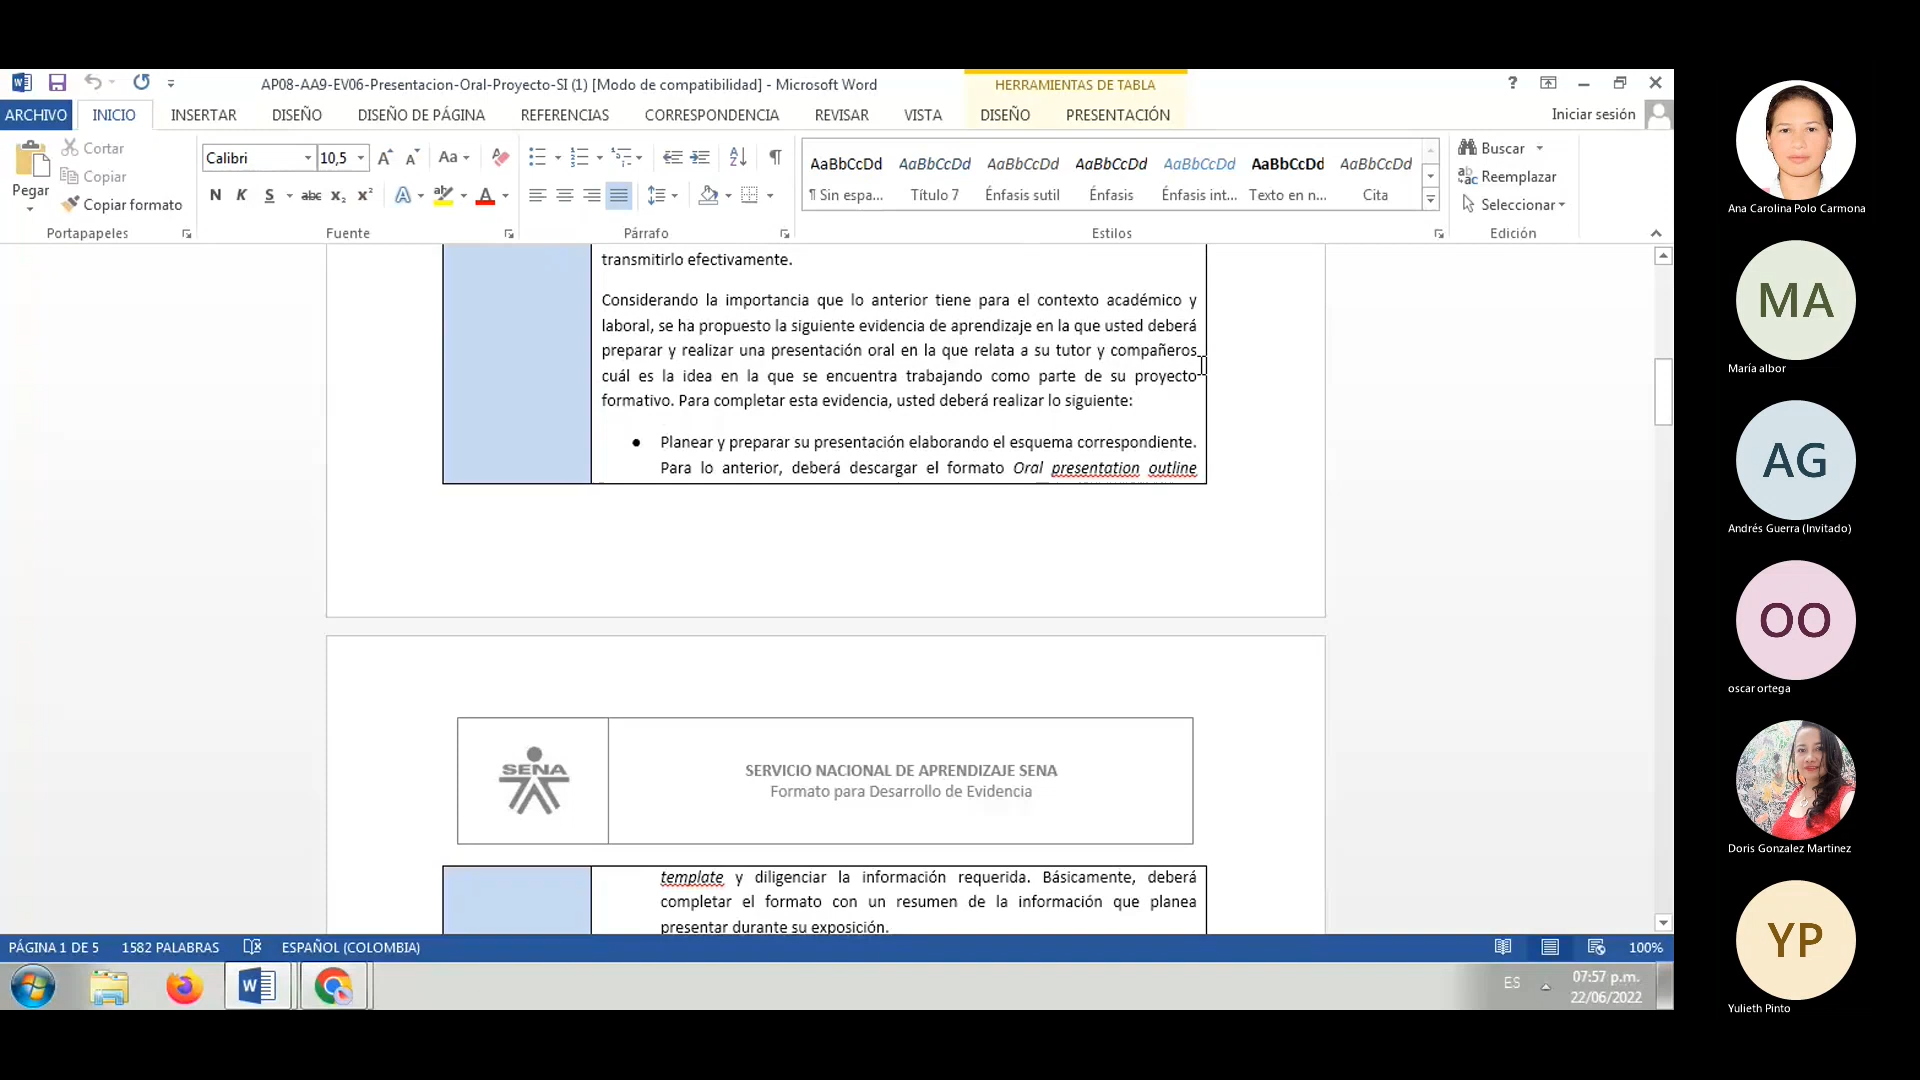 AP08-AA9-EV06-Presentacion-Oral-Proyecto-SI (1) [Modo de compatibilidad] - Microsoft Word
HERRAMIENTAS DE TABLA
?
ARCHIVO INICIO INSERTAR DISEÑO DISEÑO DE PÁGINA REFERENCIAS CORRESPONDENCIA REVISAR VISTA DISEÑO PRESENTACIÓN Iniciar sesión
Pegar
Cortar
Copiar
Copiar formato
Portapapeles
Calibri 10,5 Aa
N K S abc x₂ x² A ab A
Fuente
Párrafo
AaBbCcDd AaBbCcDd AaBbCcDd AaBbCcDd AaBbCcDd AaBbCcDd AaBbCcDd
¶ Sin espa... Título 7 Énfasis sutil Énfasis Énfasis int... Texto en n... Cita
Estilos
Buscar
Reemplazar
Seleccionar
Edición
transmitirlo efectivamente.
Considerando la importancia que lo anterior tiene para el contexto académico y
laboral, se ha propuesto la siguiente evidencia de aprendizaje en la que usted deberá
preparar y realizar una presentación oral en la que relata a su tutor y compañeros
cuál es la idea en la que se encuentra trabajando como parte de su proyecto
formativo. Para completar esta evidencia, usted deberá realizar lo siguiente:
● Planear y preparar su presentación elaborando el esquema correspondiente.
Para lo anterior, deberá descargar el formato Oral presentation outline
SENA
SERVICIO NACIONAL DE APRENDIZAJE SENA
Formato para Desarrollo de Evidencia
template y diligenciar la información requerida. Básicamente, deberá
completar el formato con un resumen de la información que planea
presentar durante su exposición.
PÁGINA 1 DE 5 1582 PALABRAS ESPAÑOL (COLOMBIA) 100%
ES
07:57 p.m.
22/06/2022
Ana Carolina Polo Carmona
MA
María albor
AG
Andrés Guerra (Invitado)
OO
oscar ortega
Doris Gonzalez Martinez
YP
Yulieth Pinto